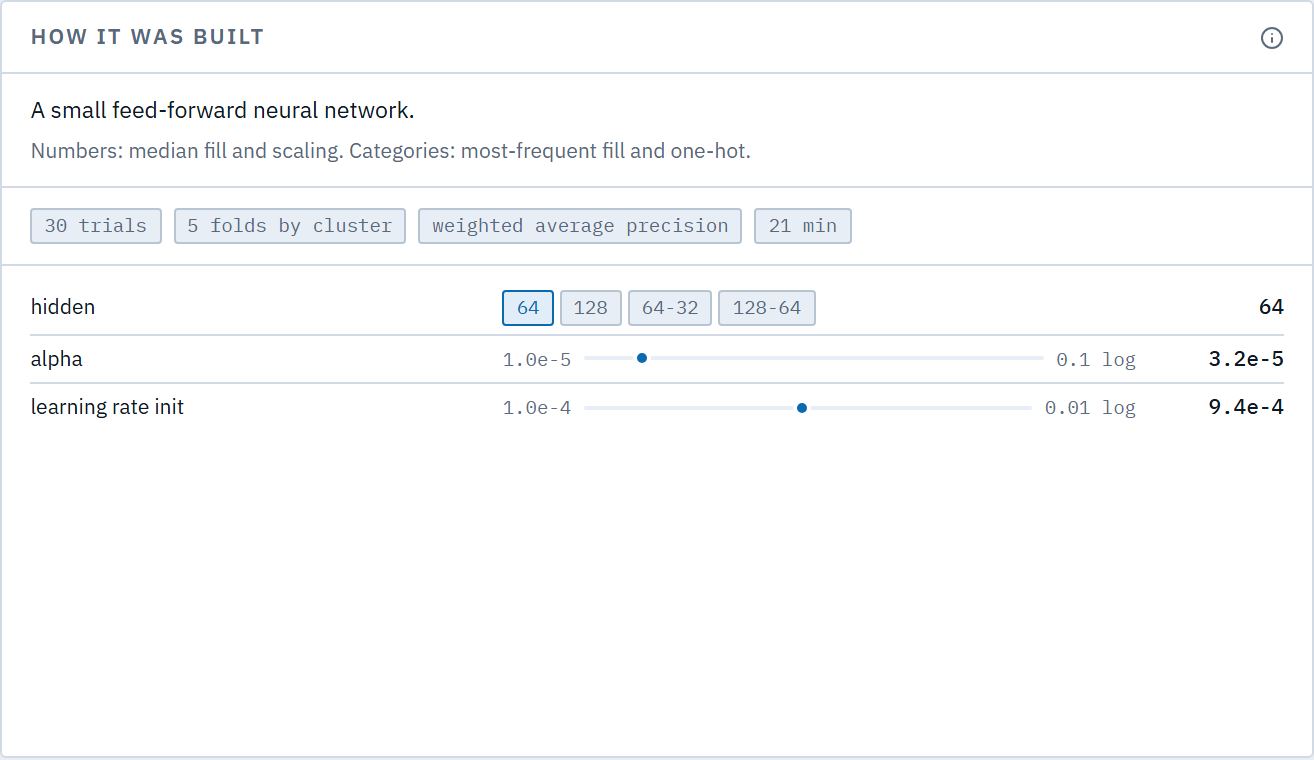 HOW IT WAS BUILT
A small feed-forward neural network.
Numbers: median fill and scaling. Categories: most-frequent fill and one-hot.
30 trials 5 folds by cluster weighted average precision 21 min
hidden 64 128 64-32 128-64 64
alpha 1.0e-5 0.1 log 3.2e-5
learning rate init 1.0e-4 0.01 log 9.4e-4